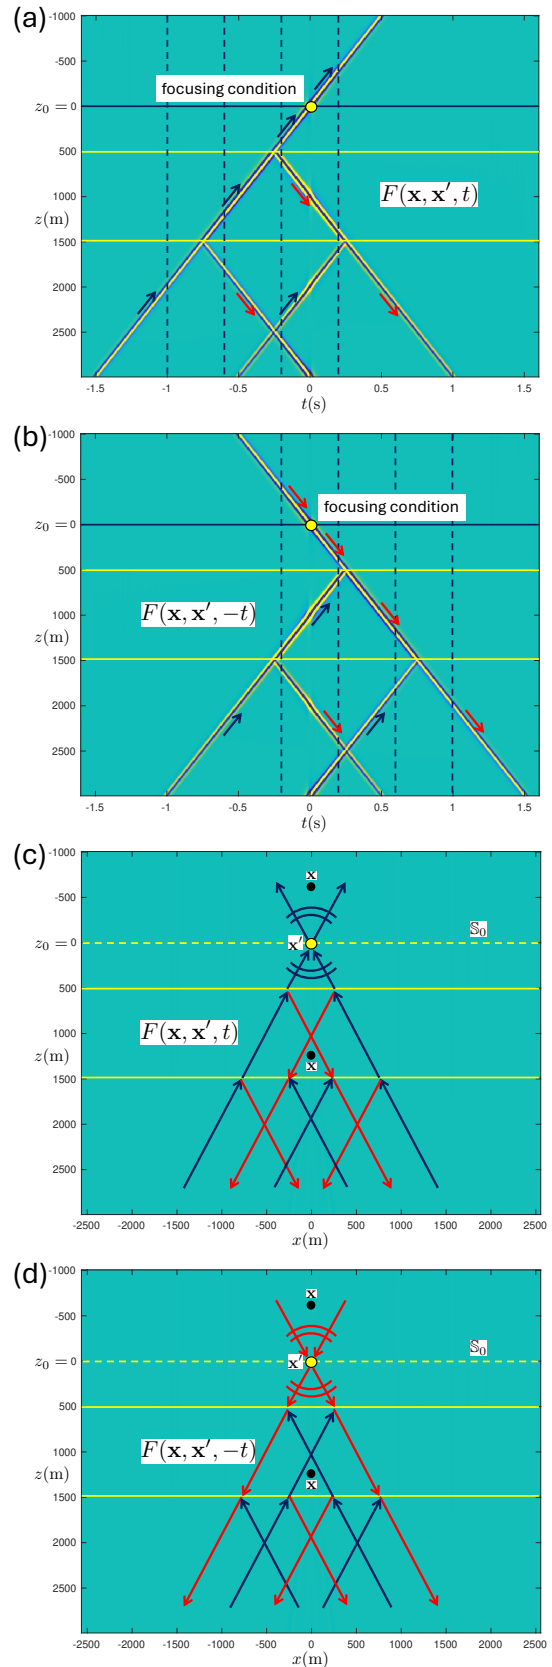 (a)
-1000
-500
focusing condition
z₀ = 0
500
F(x, x′, t)
1000
z(m)
1500
2000
2500
-1.5 -1 -0.5 0 0.5 1 1.5
t(s)
(b)
-1000
-500
focusing condition
z₀ = 0
500
F(x, x′, −t)
1000
z(m)
1500
2000
2500
-1.5 -1 -0.5 0 0.5 1 1.5
t(s)
(c)
-1000
x
-500
𝕊₀
z₀ = 0
x′
500
F(x, x′, t)
1000
z(m)
x
1500
2000
2500
-2500 -2000 -1500 -1000 -500 0 500 1000 1500 2000 2500
x(m)
(d)
-1000
x
-500
𝕊₀
z₀ = 0
x′
500
F(x, x′, −t)
1000
z(m)
x
1500
2000
2500
-2500 -2000 -1500 -1000 -500 0 500 1000 1500 2000 2500
x(m)